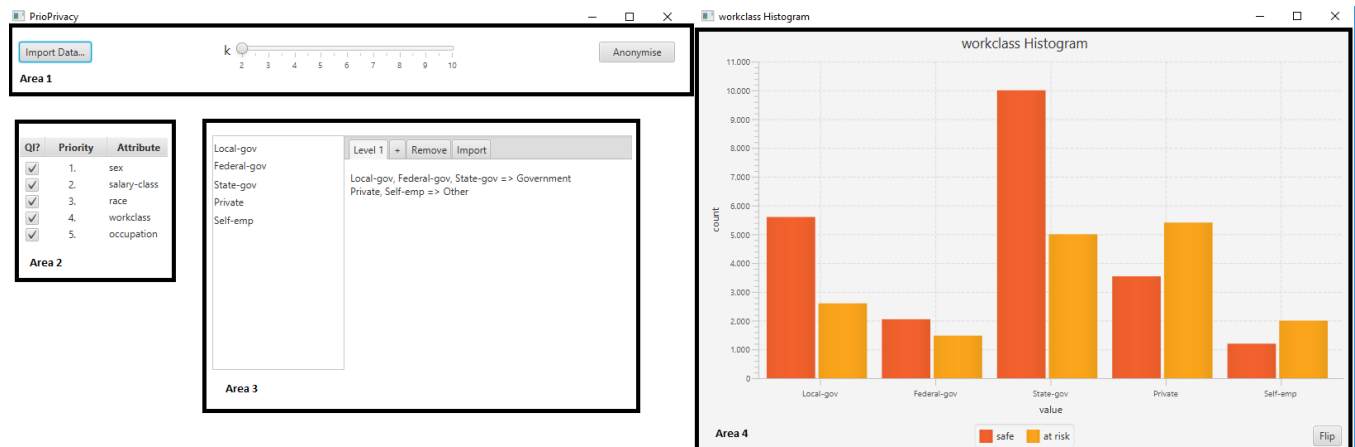 PrioPrivacy
Import Data...
k
2 3 4 5 6 7 8 9 10
Anonymise
Area 1
QI? Priority Attribute
1. sex
2. salary-class
3. race
4. workclass
5. occupation
Area 2
Local-gov
Federal-gov
State-gov
Private
Self-emp
Level 1 + Remove Import
Local-gov, Federal-gov, State-gov => Government
Private, Self-emp => Other
Area 3
workclass Histogram
workclass Histogram
11.000
10.000
9.000
8.000
7.000
6.000
5.000
4.000
3.000
2.000
1.000
0
count
Local-gov Federal-gov State-gov Private Self-emp
value
safe at risk
Area 4
Flip